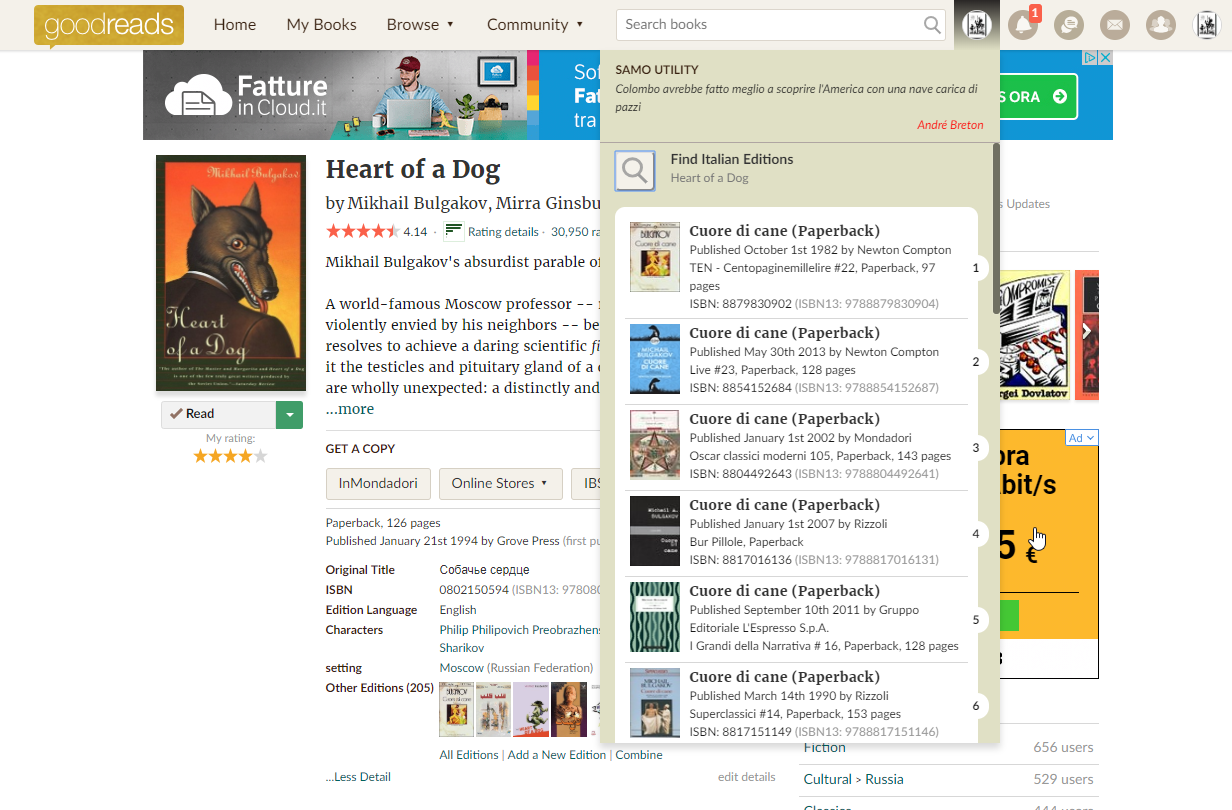 goodreads
Home
My Books
Browse ▾
Community ▾
Search books
1
Fatture
in Cloud.it
Sof
Fat
tra
S ORA
SAMO UTILITY
Colombo avrebbe fatto meglio a scoprire l'America con una nave carica di
pazzi
André Breton
Find Italian Editions
Heart of a Dog
Mikhail Bulgakov
Heart
of a Dog
Heart of a Dog
by Mikhail Bulgakov, Mirra Ginsbu
4.14 · Rating details · 30,950 ra
Mikhail Bulgakov's absurdist parable o
A world-famous Moscow professor --
violently envied by his neighbors -- be
resolves to achieve a daring scientific
it the testicles and pituitary gland of a
are wholly unexpected: a distinctly and
...more
Read
My rating:
GET A COPY
InMondadori
Online Stores ▾
IBS
Paperback, 126 pages
Published January 21st 1994 by Grove Press (first pu
Original Title
Собачье сердце
ISBN
0802150594 (ISBN13: 978080
Edition Language
English
Characters
Philip Philipovich Preobrazhens
Sharikov
setting
Moscow (Russian Federation)
Other Editions (205)
All Editions | Add a New Edition | Combine
...Less Detail
edit details
Cuore di cane (Paperback)
Published October 1st 1982 by Newton Compton
TEN - Centopaginemillelire #22, Paperback, 97
pages
ISBN: 8879830902 (ISBN13: 9788879830904)
1
Cuore di cane (Paperback)
Published May 30th 2013 by Newton Compton
Live #23, Paperback, 128 pages
ISBN: 8854152684 (ISBN13: 9788854152687)
2
Cuore di cane (Paperback)
Published January 1st 2002 by Mondadori
Oscar classici moderni 105, Paperback, 143 pages
ISBN: 8804492643 (ISBN13: 9788804492641)
3
Cuore di cane (Paperback)
Published January 1st 2007 by Rizzoli
Bur Pillole, Paperback
ISBN: 8817016136 (ISBN13: 9788817016131)
4
Cuore di cane (Paperback)
Published September 10th 2011 by Gruppo
Editoriale L'Espresso S.p.A.
I Grandi della Narrativa # 16, Paperback, 128 pages
5
Cuore di cane (Paperback)
Published March 14th 1990 by Rizzoli
Superclassici #14, Paperback, 153 pages
ISBN: 8817151149 (ISBN13: 9788817151146)
6
s Updates
OMPROMISE
rgei Dovlatov
Ad
ora
bit/s
5 €
Fiction
656 users
Cultural > Russia
529 users
Classics
444 users